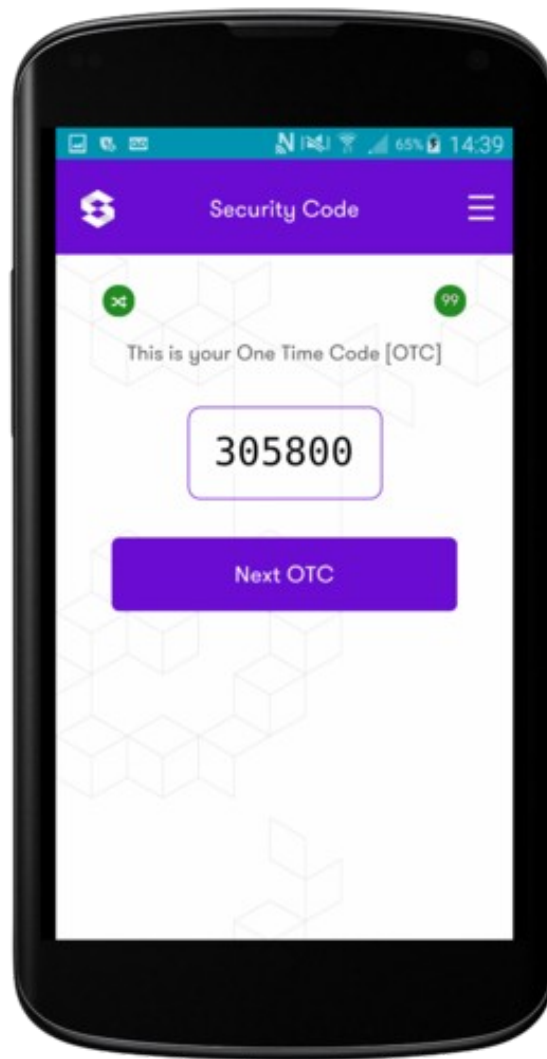 65% 14:39
Security Code
99
This is your One Time Code [OTC]
305800
Next OTC